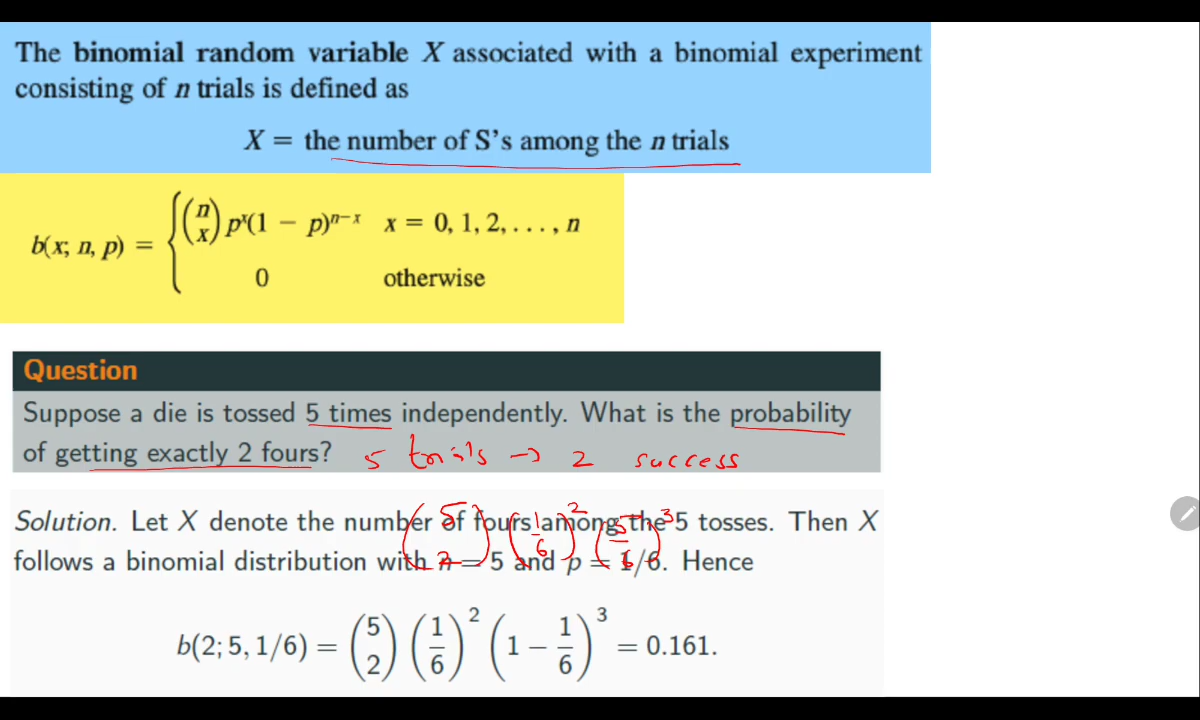 The binomial random variable X associated with a binomial experiment
consisting of n trials is defined as
X = the number of S's among the n trials
b(x; n, p) = { (n x) pˣ(1 − p)ⁿ⁻ˣ x = 0, 1, 2, . . . , n
0 otherwise
Question
Suppose a die is tossed 5 times independently. What is the probability
of getting exactly 2 fours? 5 trials → 2 success
(5 2) (1/6)² (5/6)³
Solution. Let X denote the number of fours among the 5 tosses. Then X
follows a binomial distribution with n = 5 and p = 1/6. Hence
b(2; 5, 1/6) = (5 2) (1/6)² (1 − 1/6)³ = 0.161.